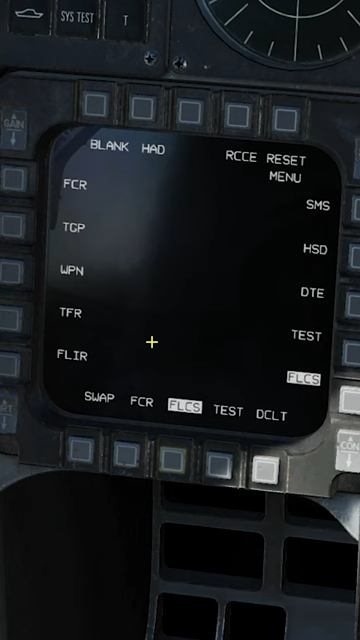 SYS TEST T
GAIN
BLANK HAD RCCE RESET
MENU
FCR SMS
TGP HSD
WPN DTE
TFR TEST
FLIR FLCS
SWAP FCR FLCS TEST DCLT
CON